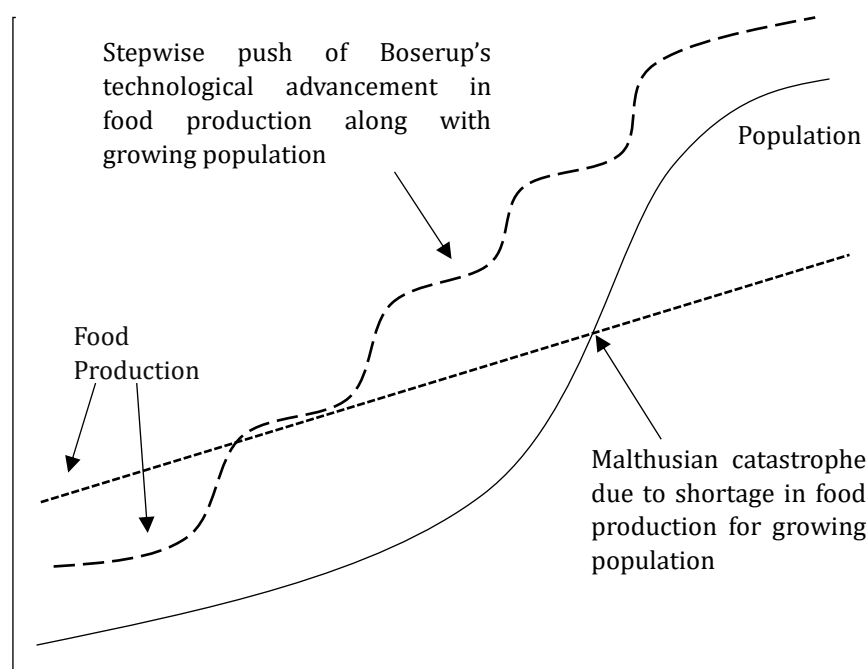 Stepwise push of Boserup’s
technological advancement in
food production along with
growing population
Population
Food
Production
Malthusian catastrophe
due to shortage in food
production for growing
population